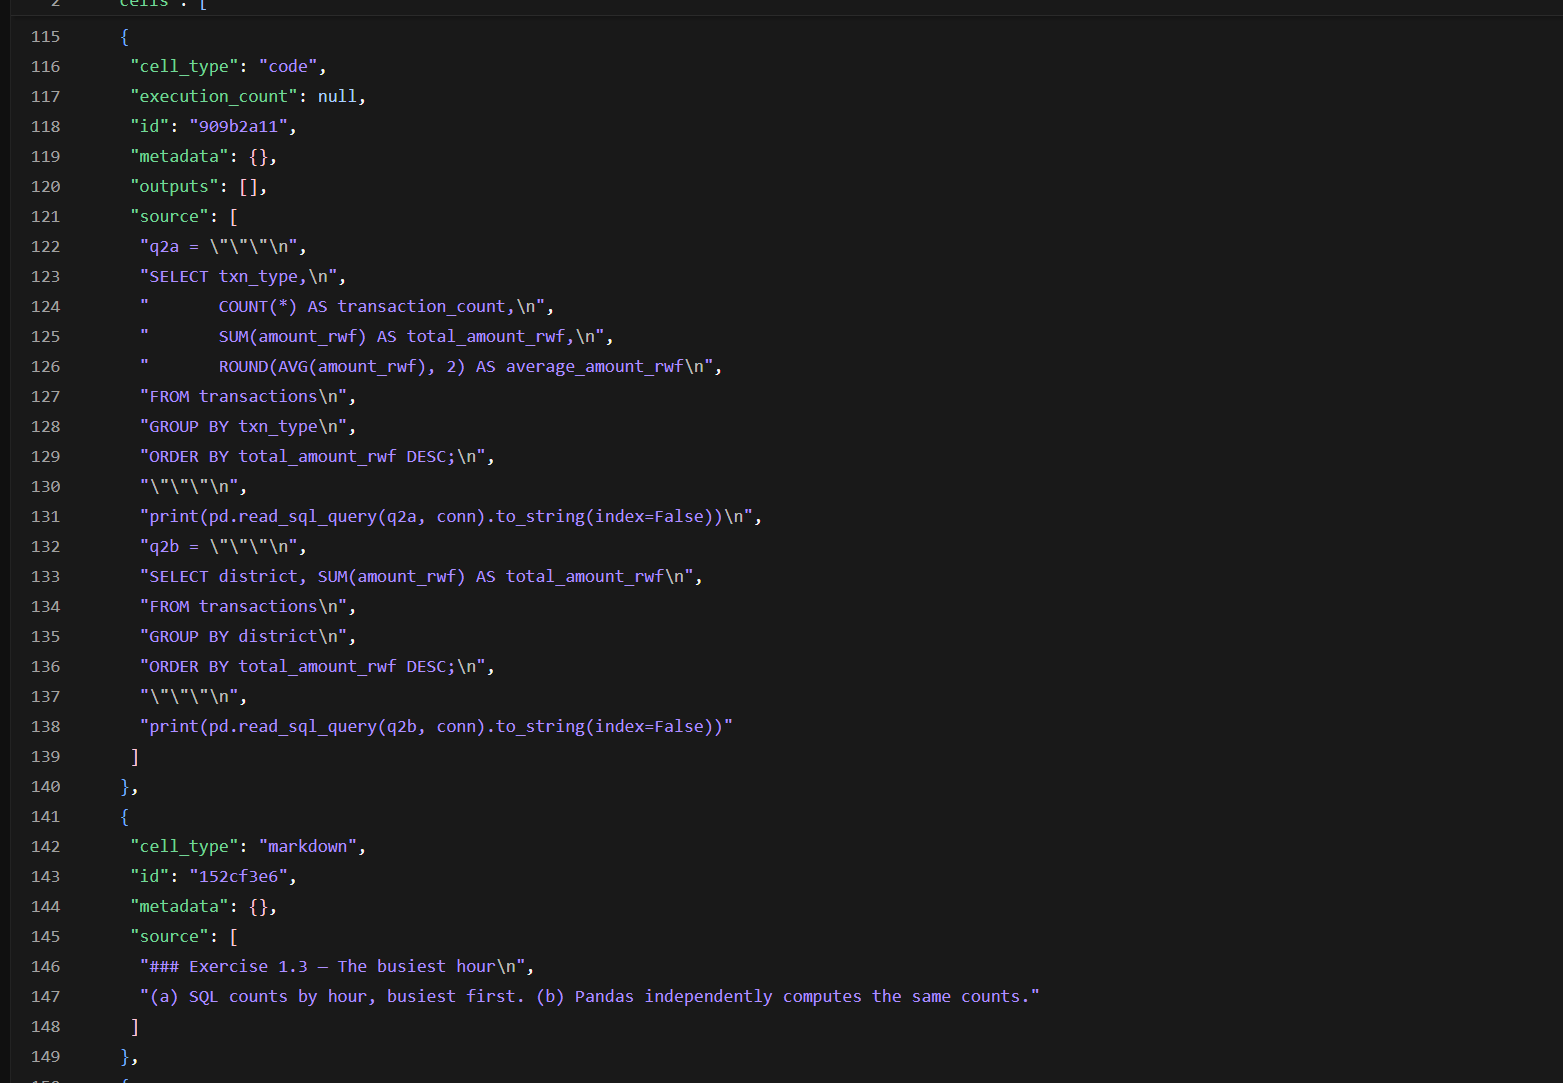 2 cells": [
115 {
116 "cell_type": "code",
117 "execution_count": null,
118 "id": "909b2a11",
119 "metadata": {},
120 "outputs": [],
121 "source": [
122 "q2a = \"\"\"\n",
123 "SELECT txn_type,\n",
124 "       COUNT(*) AS transaction_count,\n",
125 "       SUM(amount_rwf) AS total_amount_rwf,\n",
126 "       ROUND(AVG(amount_rwf), 2) AS average_amount_rwf\n",
127 "FROM transactions\n",
128 "GROUP BY txn_type\n",
129 "ORDER BY total_amount_rwf DESC;\n",
130 "\"\"\"\n",
131 "print(pd.read_sql_query(q2a, conn).to_string(index=False))\n",
132 "q2b = \"\"\"\n",
133 "SELECT district, SUM(amount_rwf) AS total_amount_rwf\n",
134 "FROM transactions\n",
135 "GROUP BY district\n",
136 "ORDER BY total_amount_rwf DESC;\n",
137 "\"\"\"\n",
138 "print(pd.read_sql_query(q2b, conn).to_string(index=False))"
139 ]
140 },
141 {
142 "cell_type": "markdown",
143 "id": "152cf3e6",
144 "metadata": {},
145 "source": [
146 "### Exercise 1.3 — The busiest hour\n",
147 "(a) SQL counts by hour, busiest first. (b) Pandas independently computes the same counts."
148 ]
149 },